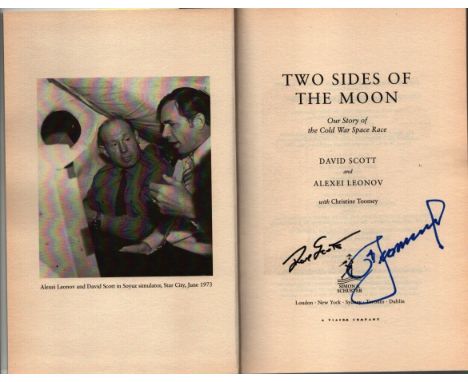 Alexei Leonov and David Scott in Soyuz simulator, Star City, June 1973
TWO SIDES OF
THE MOON
Our Story of
the Cold War Space Race
DAVID SCOTT
and
ALEXEI LEONOV
with Christine Toomey
Dave Scott
SIMON &
SCHUSTER
London · New York · Sydney · Toronto · Dublin
A VIACOM COMPANY